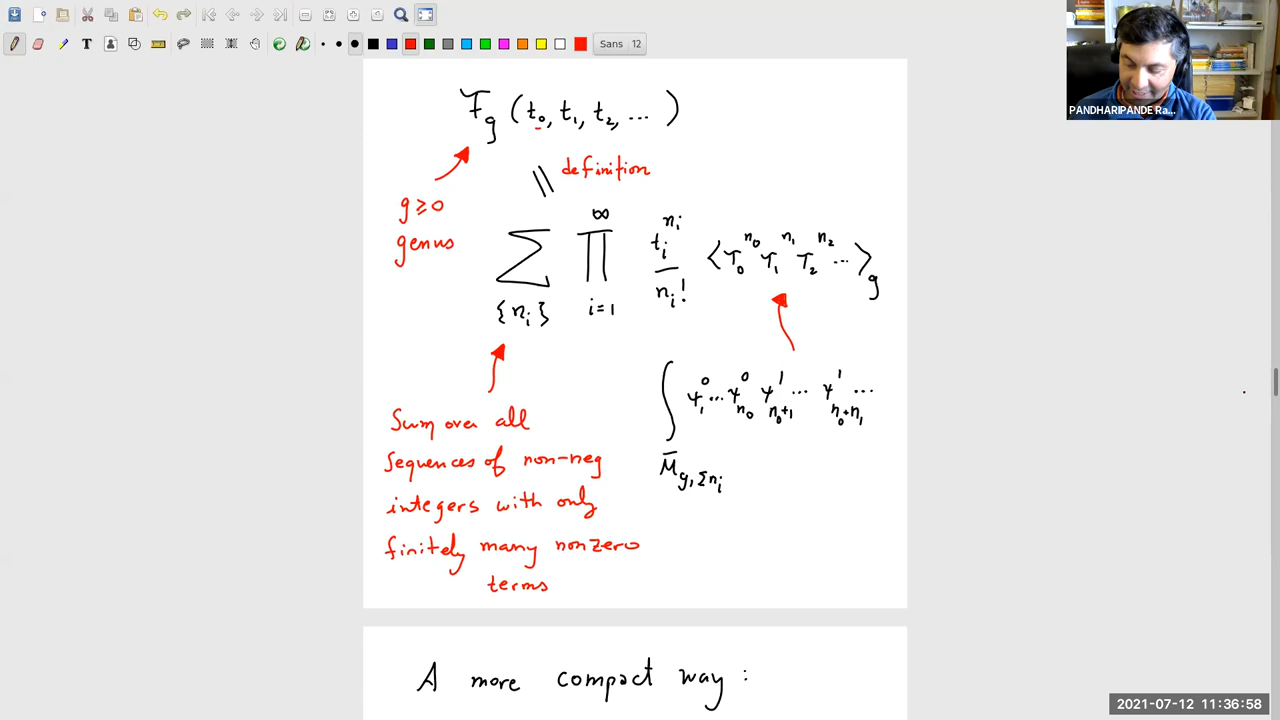 Sans 12
PANDHARIPANDE Ra...
F_g (t_0, t_1, t_2, ... )
|| definition
g ≥ 0
genus
∑_{n_i} ∏_{i=1}^∞ t_i^{n_i} / n_i! ⟨τ_0^{n_0} τ_1^{n_1} τ_2^{n_2} ...⟩_g
∫_{M̄_{g,Σn_i}} ψ_1^0 ... ψ_{n_0}^0 ψ_{n_0+1}^1 ... ψ_{n_0+n_1}^1 ...
Sum over all
sequences of non-neg
integers with only
finitely many nonzero
terms
A more compact way :
2021-07-12 11:36:58